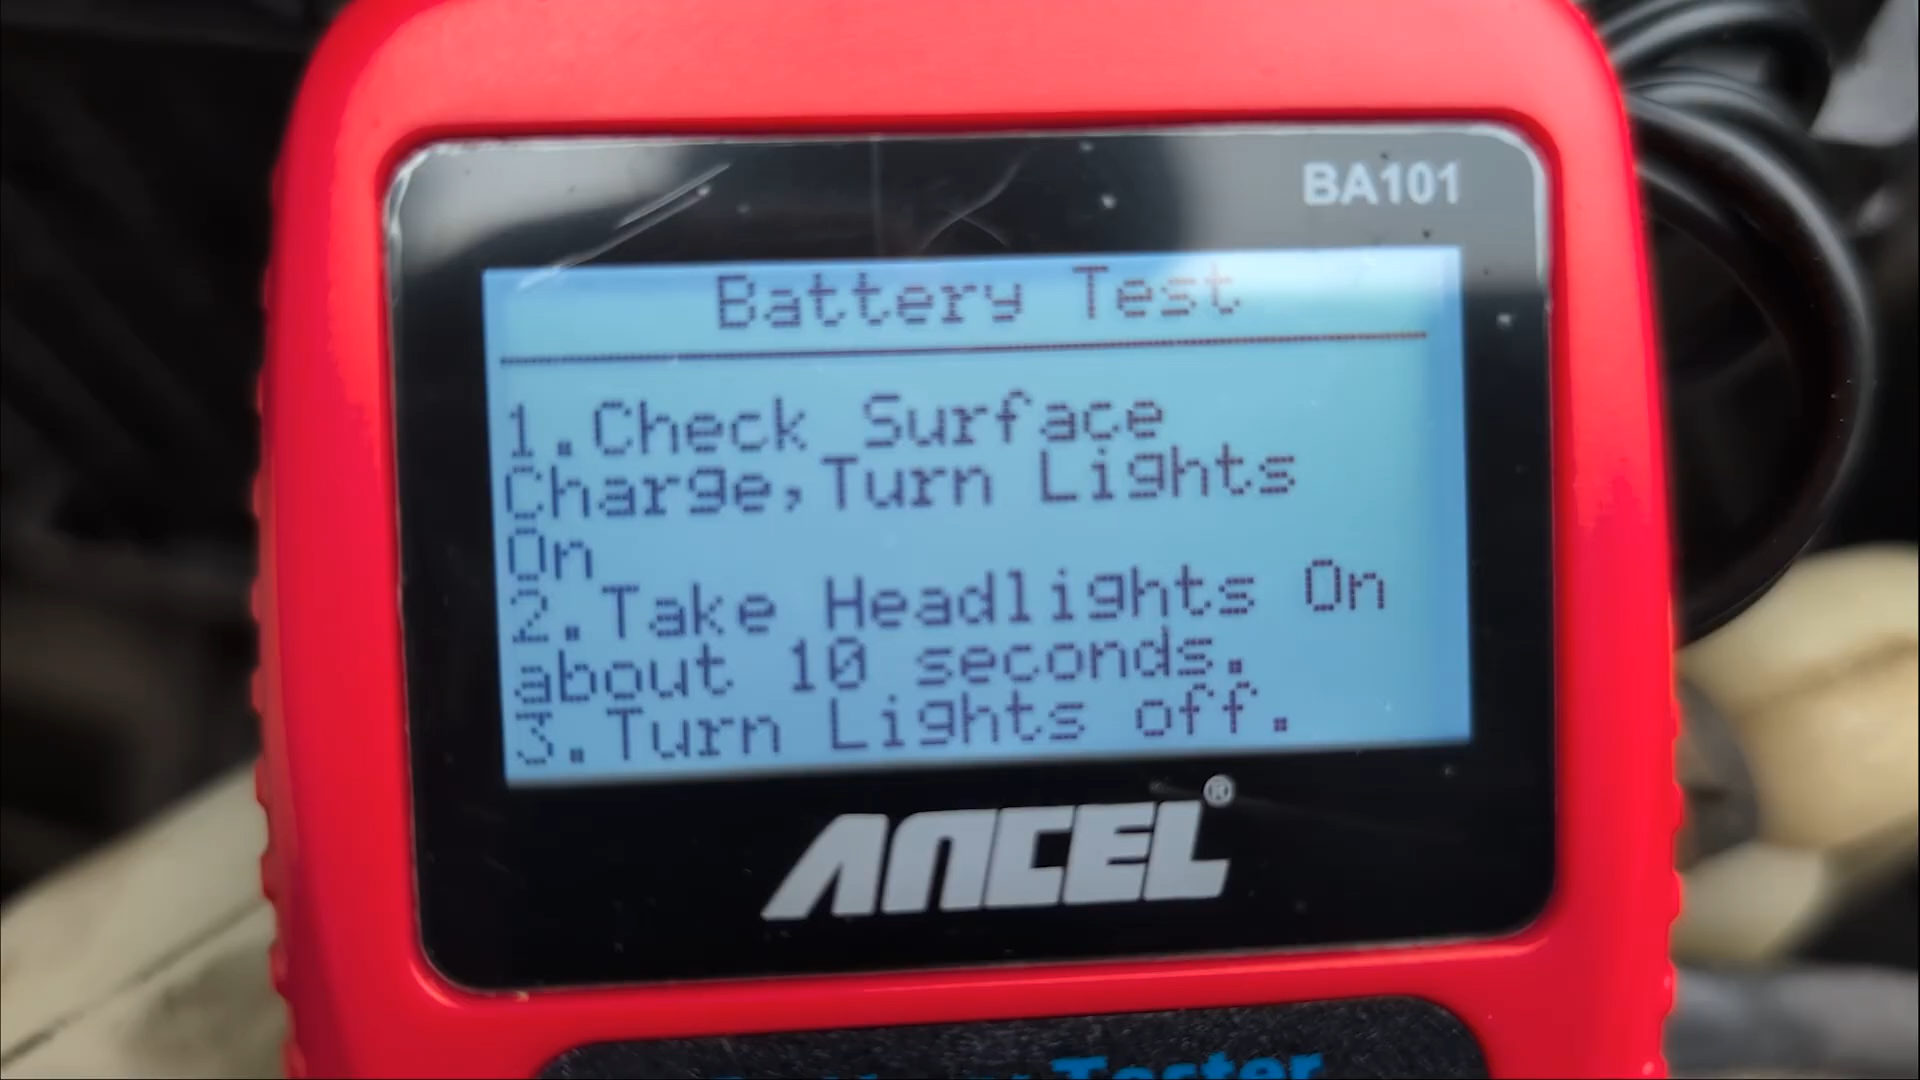 BA101
Battery Test
1.Check Surface
Charge,Turn Lights
On
2.Take Headlights On
about 10 seconds.
3.Turn Lights off.
ANCEL®
Tester